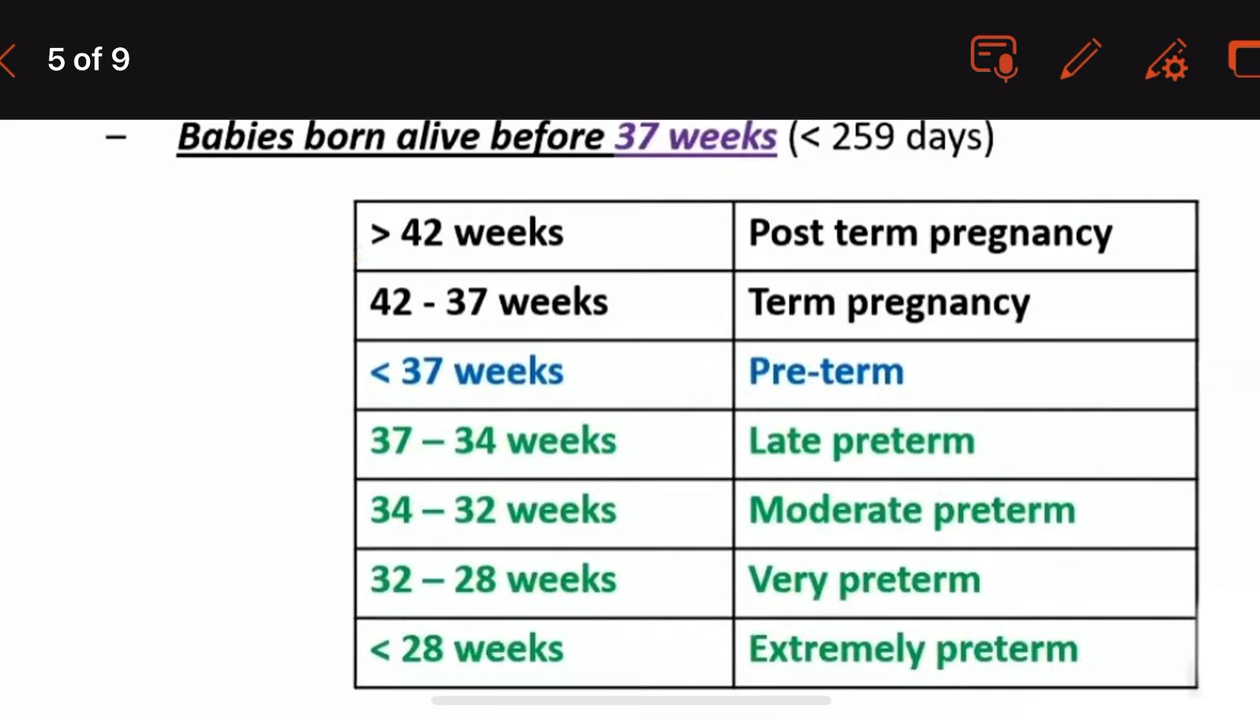 5 of 9
– Babies born alive before 37 weeks (< 259 days)
> 42 weeks Post term pregnancy
42 - 37 weeks Term pregnancy
< 37 weeks Pre-term
37 – 34 weeks Late preterm
34 – 32 weeks Moderate preterm
32 – 28 weeks Very preterm
< 28 weeks Extremely preterm